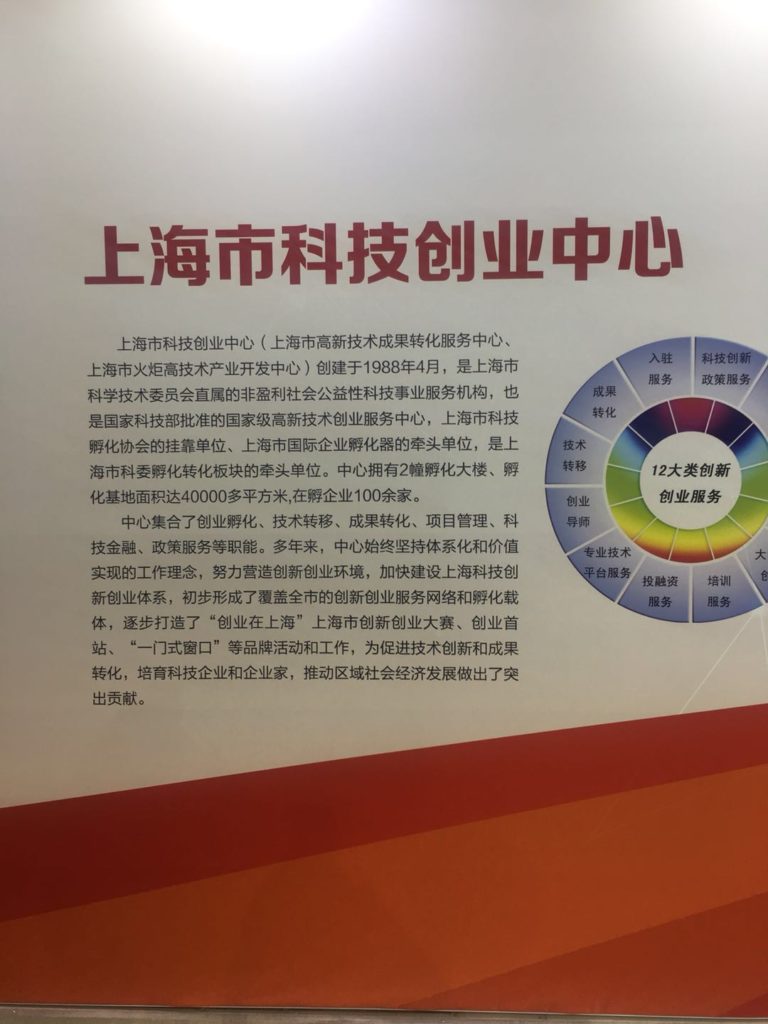 上海市科技创业中心
上海市科技创业中心（上海市高新技术成果转化服务中心、
上海市火炬高技术产业开发中心）创建于1988年4月，是上海市
科学技术委员会直属的非盈利社会公益性科技事业服务机构，也
是国家科技部批准的国家级高新技术创业服务中心，上海市科技
孵化协会的挂靠单位、上海市国际企业孵化器的牵头单位，是上
海市科委孵化转化板块的牵头单位。中心拥有2幢孵化大楼、孵
化基地面积达40000多平方米,在孵企业100余家。
中心集合了创业孵化、技术转移、成果转化、项目管理、科
技金融、政策服务等职能。多年来，中心始终坚持体系化和价值
实现的工作理念，努力营造创新创业环境，加快建设上海科技创
新创业体系，初步形成了覆盖全市的创新创业服务网络和孵化载
体，逐步打造了“创业在上海”上海市创新创业大赛、创业首
站、“一门式窗口”等品牌活动和工作，为促进技术创新和成果
转化，培育科技企业和企业家，推动区域社会经济发展做出了突
出贡献。
12大类创新
创业服务
科技创新
政策服务
入驻
服务
成果
转化
技术
转移
创业
导师
专业技术
平台服务
投融资
服务
培训
服务
大
创